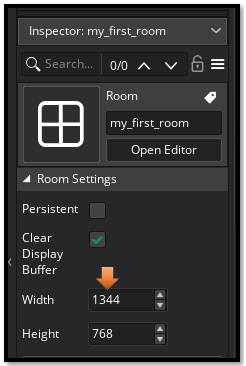 Inspector: my_first_room
Search... 0/0
Room
my_first_room
Open Editor
Room Settings
Persistent
Clear
Display
Buffer
Width 1344
Height 768